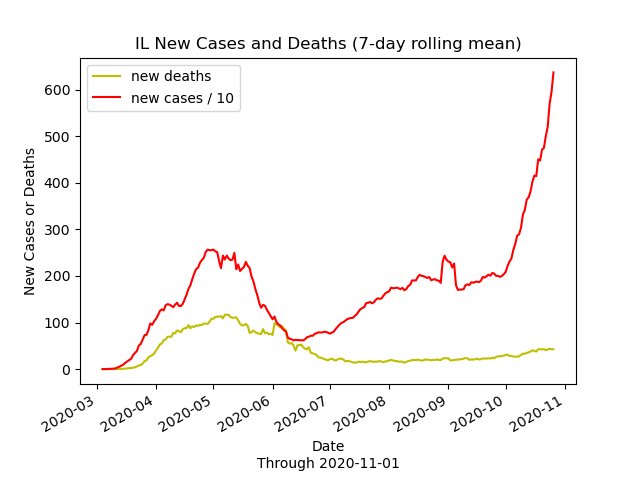 IL New Cases and Deaths (7-day rolling mean)
new deaths
new cases / 10
New Cases or Deaths
600
500
400
300
200
100
0
2020-03
2020-04
2020-05
2020-06
2020-07
2020-08
2020-09
2020-10
2020-11
Date
Through 2020-11-01